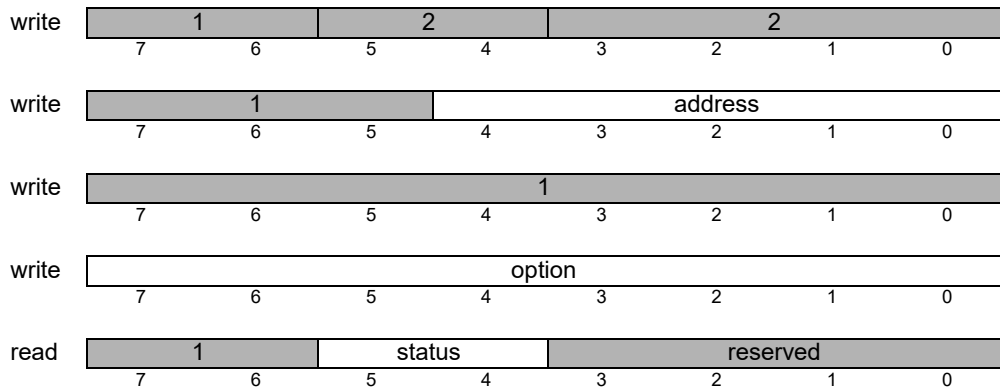 write 1 2 2
7 6 5 4 3 2 1 0
write 1 address
7 6 5 4 3 2 1 0
write 1
7 6 5 4 3 2 1 0
write option
7 6 5 4 3 2 1 0
read 1 status reserved
7 6 5 4 3 2 1 0